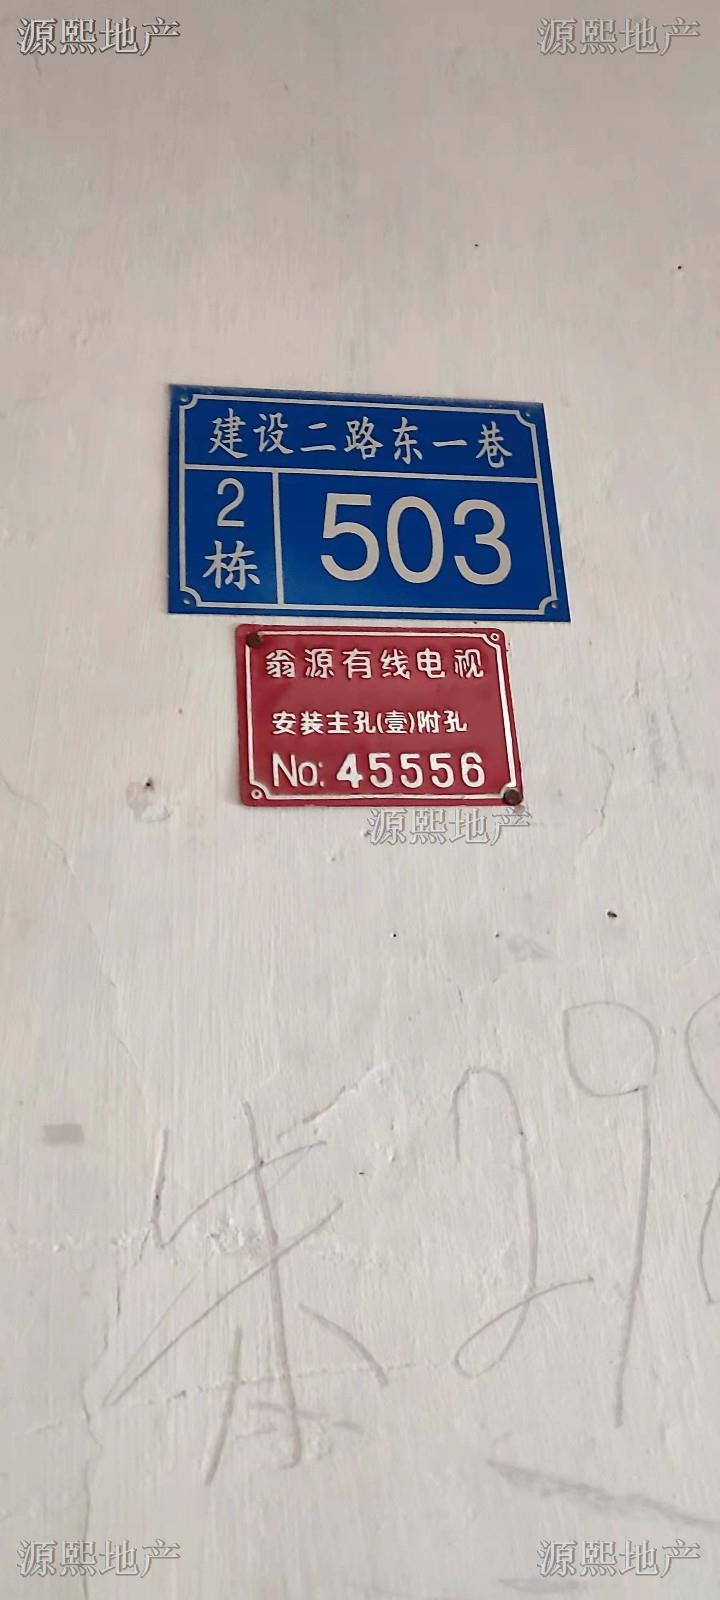 源熙地产 源熙地产
建设二路东一巷
2栋 503
翁源有线电视
安装主孔(壹)附孔
No: 45556
源熙地产
朱 29
源熙地产 源熙地产